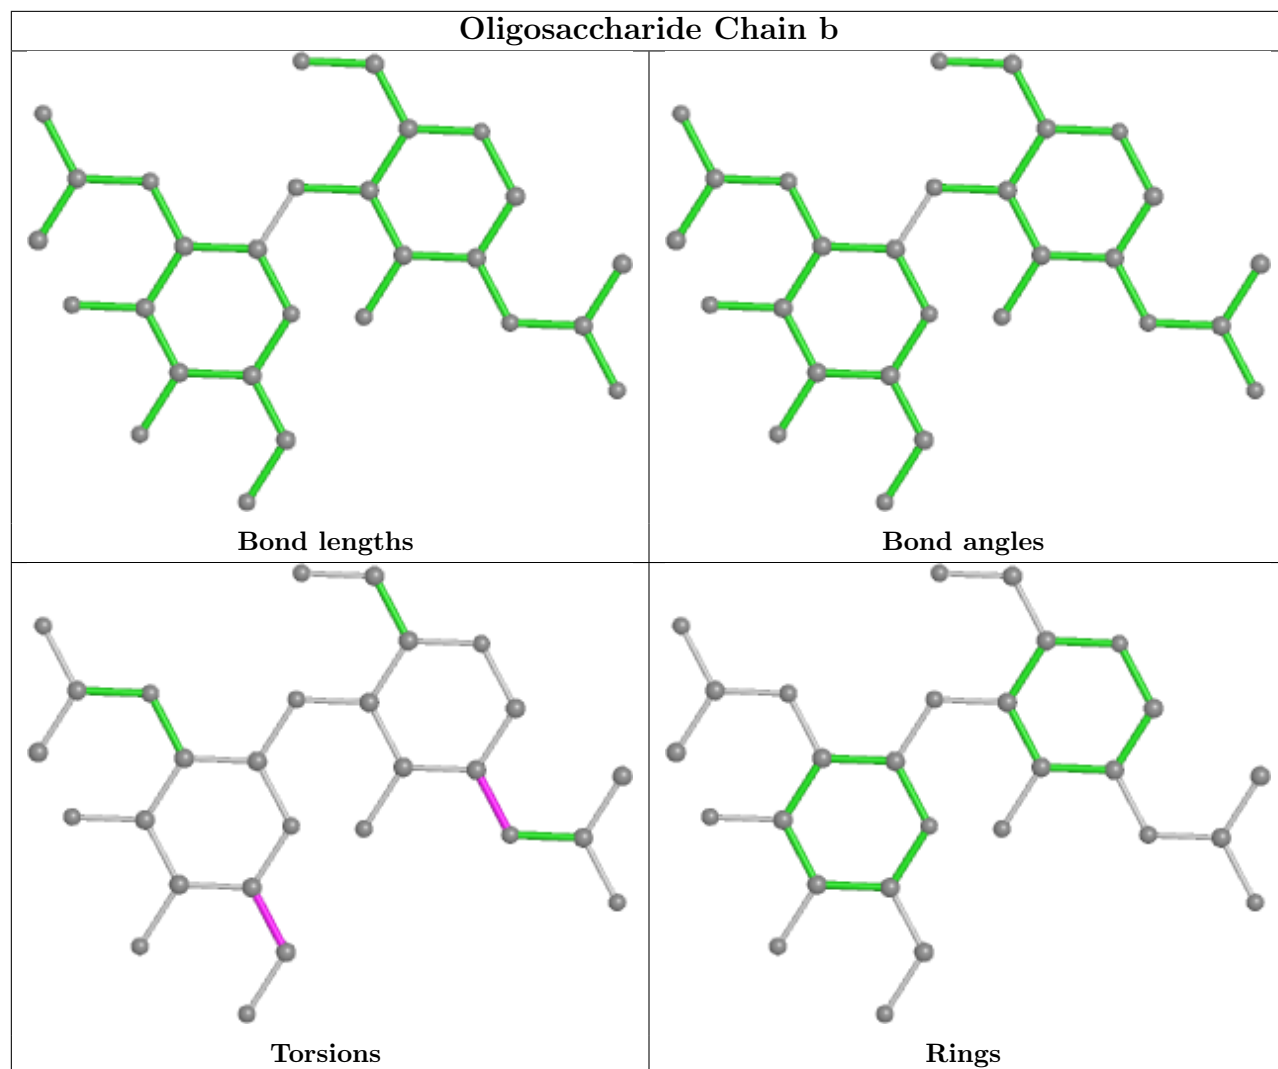 Oligosaccharide Chain b
Bond lengths
Bond angles
Torsions
Rings